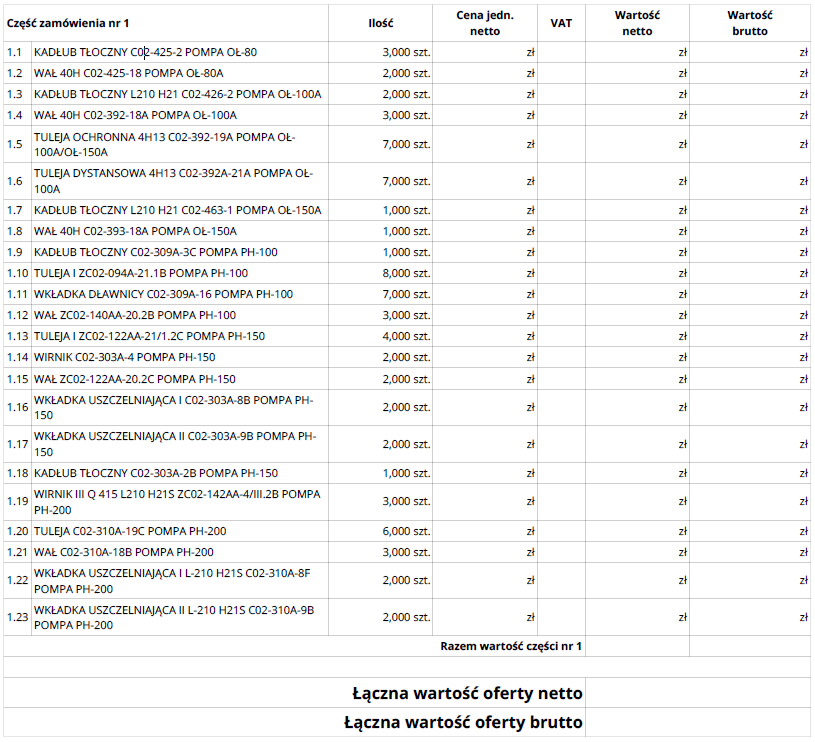 Część zamówienia nr 1 Ilość Cena jedn. netto VAT Wartość netto Wartość brutto
1.1 KADŁUB TŁOCZNY C02-425-2 POMPA OŁ-80 3,000 szt. zł zł zł
1.2 WAŁ 40H C02-425-18 POMPA OŁ-80A 2,000 szt. zł zł zł
1.3 KADŁUB TŁOCZNY L210 H21 C02-426-2 POMPA OŁ-100A 2,000 szt. zł zł zł
1.4 WAŁ 40H C02-392-18A POMPA OŁ-100A 3,000 szt. zł zł zł
1.5 TULEJA OCHRONNA 4H13 C02-392-19A POMPA OŁ-
100A/OŁ-150A 7,000 szt. zł zł zł
1.6 TULEJA DYSTANSOWA 4H13 C02-392A-21A POMPA OŁ-
100A 7,000 szt. zł zł zł
1.7 KADŁUB TŁOCZNY L210 H21 C02-463-1 POMPA OŁ-150A 1,000 szt. zł zł zł
1.8 WAŁ 40H C02-393-18A POMPA OŁ-150A 1,000 szt. zł zł zł
1.9 KADŁUB TŁOCZNY C02-309A-3C POMPA PH-100 1,000 szt. zł zł zł
1.10 TULEJA I ZC02-094A-21.1B POMPA PH-100 8,000 szt. zł zł zł
1.11 WKŁADKA DŁAWNICY C02-309A-16 POMPA PH-100 7,000 szt. zł zł zł
1.12 WAŁ ZC02-140AA-20.2B POMPA PH-100 3,000 szt. zł zł zł
1.13 TULEJA I ZC02-122AA-21/1.2C POMPA PH-150 4,000 szt. zł zł zł
1.14 WIRNIK C02-303A-4 POMPA PH-150 2,000 szt. zł zł zł
1.15 WAŁ ZC02-122AA-20.2C POMPA PH-150 2,000 szt. zł zł zł
1.16 WKŁADKA USZCZELNIAJĄCA I C02-303A-8B POMPA PH-
150 2,000 szt. zł zł zł
1.17 WKŁADKA USZCZELNIAJĄCA II C02-303A-9B POMPA PH-
150 2,000 szt. zł zł zł
1.18 KADŁUB TŁOCZNY C02-303A-2B POMPA PH-150 1,000 szt. zł zł zł
1.19 WIRNIK III Q 415 L210 H21S ZC02-142AA-4/III.2B POMPA
PH-200 3,000 szt. zł zł zł
1.20 TULEJA C02-310A-19C POMPA PH-200 6,000 szt. zł zł zł
1.21 WAŁ C02-310A-18B POMPA PH-200 3,000 szt. zł zł zł
1.22 WKŁADKA USZCZELNIAJĄCA I L-210 H21S C02-310A-8F
POMPA PH-200 2,000 szt. zł zł zł
1.23 WKŁADKA USZCZELNIAJĄCA II L-210 H21S C02-310A-9B
POMPA PH-200 2,000 szt. zł zł zł
Razem wartość części nr 1
Łączna wartość oferty netto
Łączna wartość oferty brutto